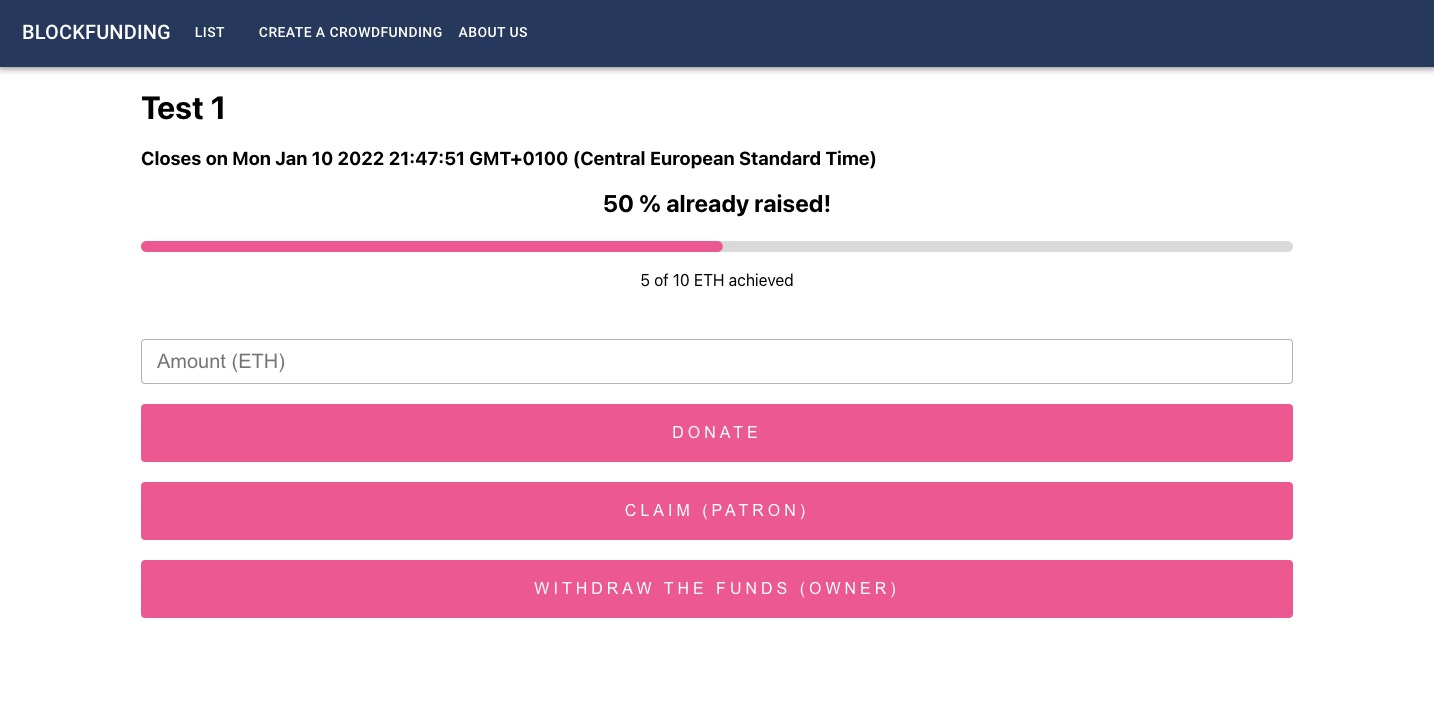 BLOCKFUNDING LIST CREATE A CROWDFUNDING ABOUT US
Test 1
Closes on Mon Jan 10 2022 21:47:51 GMT+0100 (Central European Standard Time)
50 % already raised!
5 of 10 ETH achieved
Amount (ETH)
DONATE
CLAIM (PATRON)
WITHDRAW THE FUNDS (OWNER)